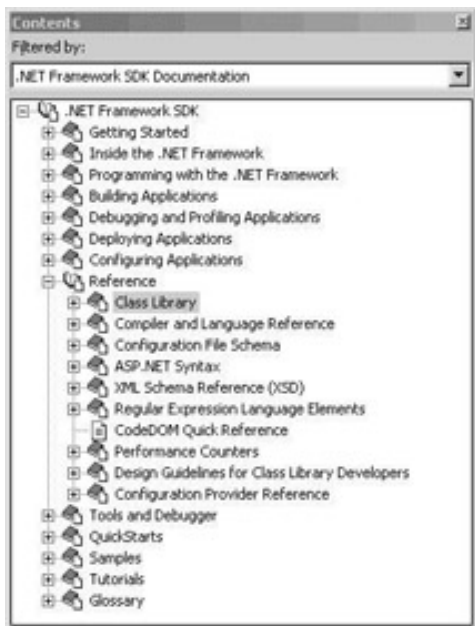 Contents
Filtered by:
.NET Framework SDK Documentation
.NET Framework SDK
Getting Started
Inside the .NET Framework
Programming with the .NET Framework
Building Applications
Debugging and Profiling Applications
Deploying Applications
Configuring Applications
Reference
Class Library
Compiler and Language Reference
Configuration File Schema
ASP.NET Syntax
XML Schema Reference (XSD)
Regular Expression Language Elements
CodeDOM Quick Reference
Performance Counters
Design Guidelines for Class Library Developers
Configuration Provider Reference
Tools and Debugger
QuickStarts
Samples
Tutorials
Glossary